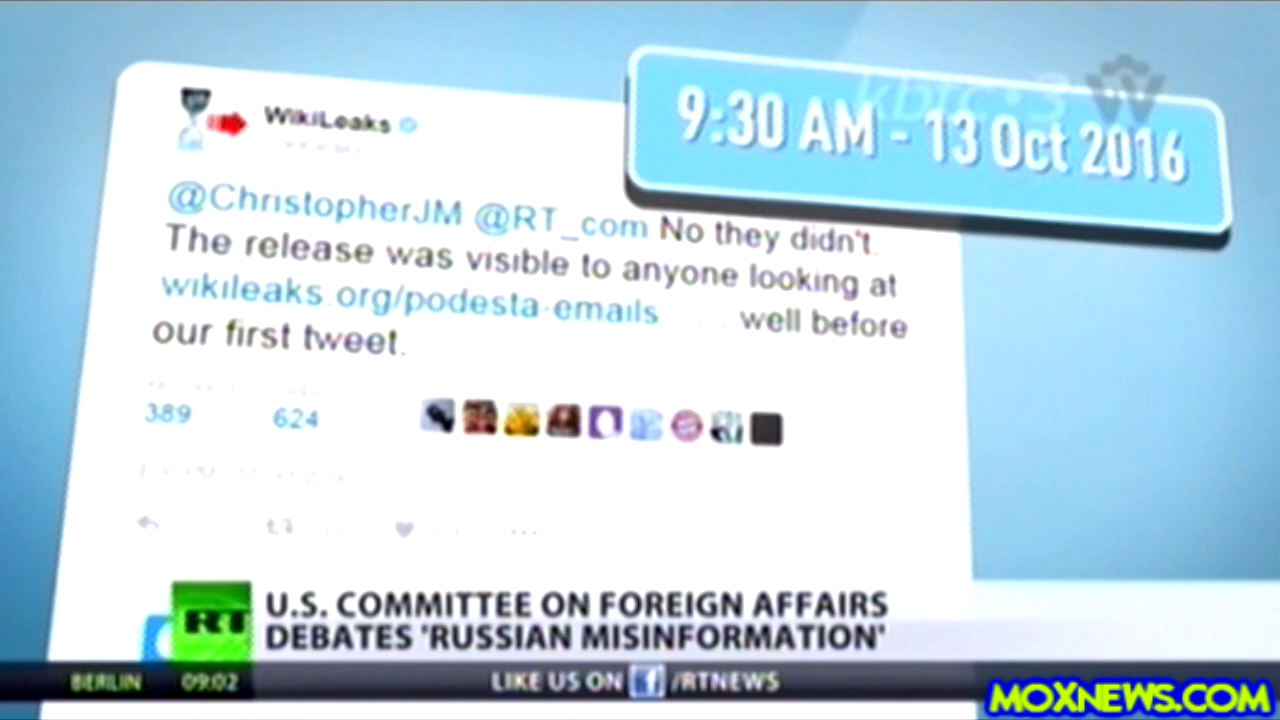 WikiLeaks
9:30 AM - 13 Oct 2016
@ChristopherJM @RT_com No they didn't.
The release was visible to anyone looking at
wikileaks.org/podesta-emails ... well before
our first tweet.
389 624
RT
U.S. COMMITTEE ON FOREIGN AFFAIRS
DEBATES 'RUSSIAN MISINFORMATION'
BERLIN 09:02 LIKE US ON f /RTNEWS
MOXNEWS.COM